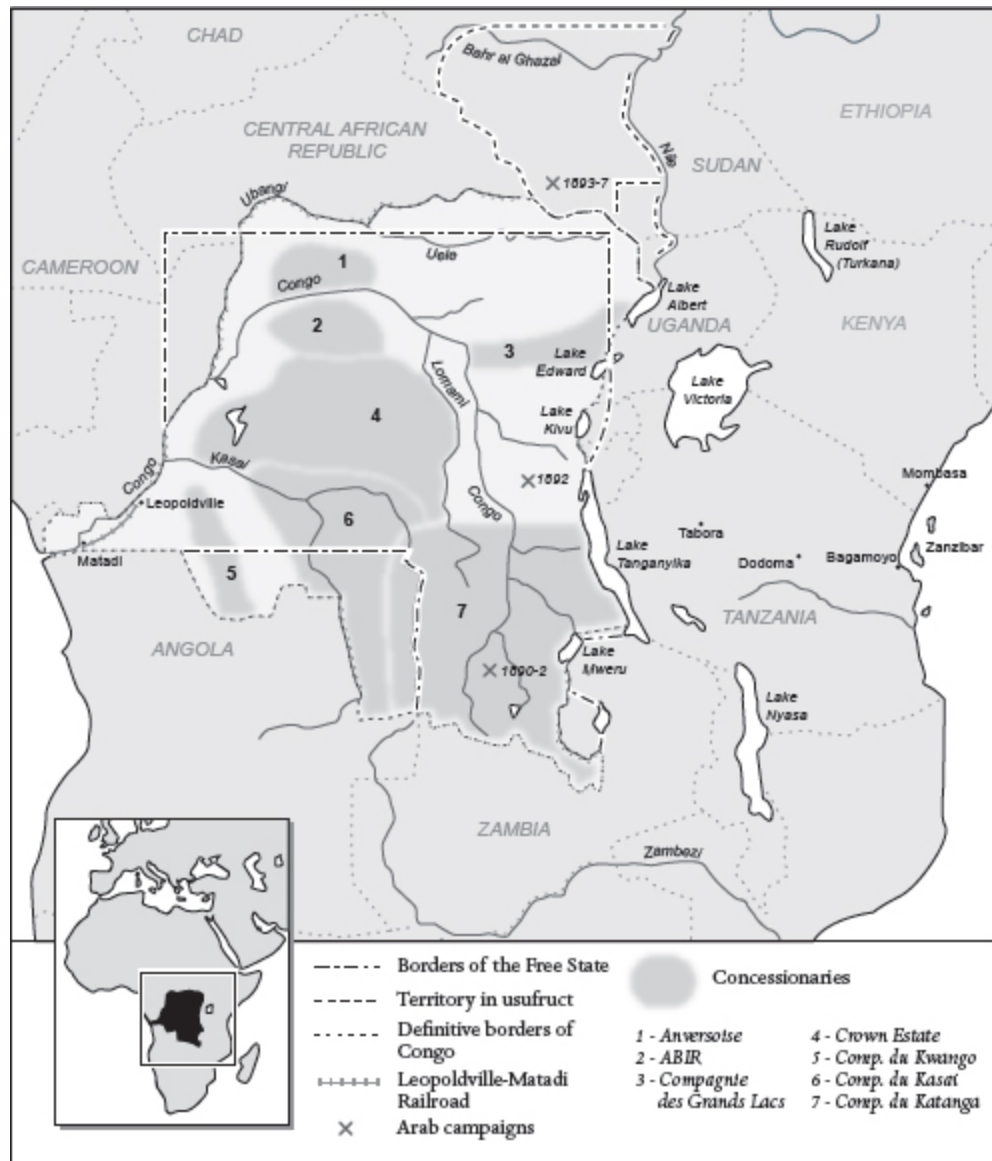 CHAD
Bahr al Ghazal
ETHIOPIA
CENTRAL AFRICAN
REPUBLIC
Nile
SUDAN
1893-7
Ubangi
Lake
Rudolf
(Turkana)
CAMEROON
Uele
1
Congo
Lake
Albert
2
UGANDA
KENYA
3
Lake
Edward
Lomami
Lake
Victoria
4
Lake
Kivu
Kasai
Congo
1892
Mombasa
Leopoldville
Congo
6
Tabora
Zanzibar
Matadi
Lake
Tanganyika
Dodoma
Bagamoyo
5
7
TANZANIA
ANGOLA
Lake
Mweru
1890-2
Lake
Nyasa
ZAMBIA
Zambezi
Borders of the Free State
Territory in usufruct
Definitive borders of
Congo
Leopoldville-Matadi
Railroad
Arab campaigns
Concessionaries
1 - Anversoise
2 - ABIR
3 - Compagnie
des Grands Lacs
4 - Crown Estate
5 - Comp. du Kwango
6 - Comp. du Kasai
7 - Comp. du Katanga